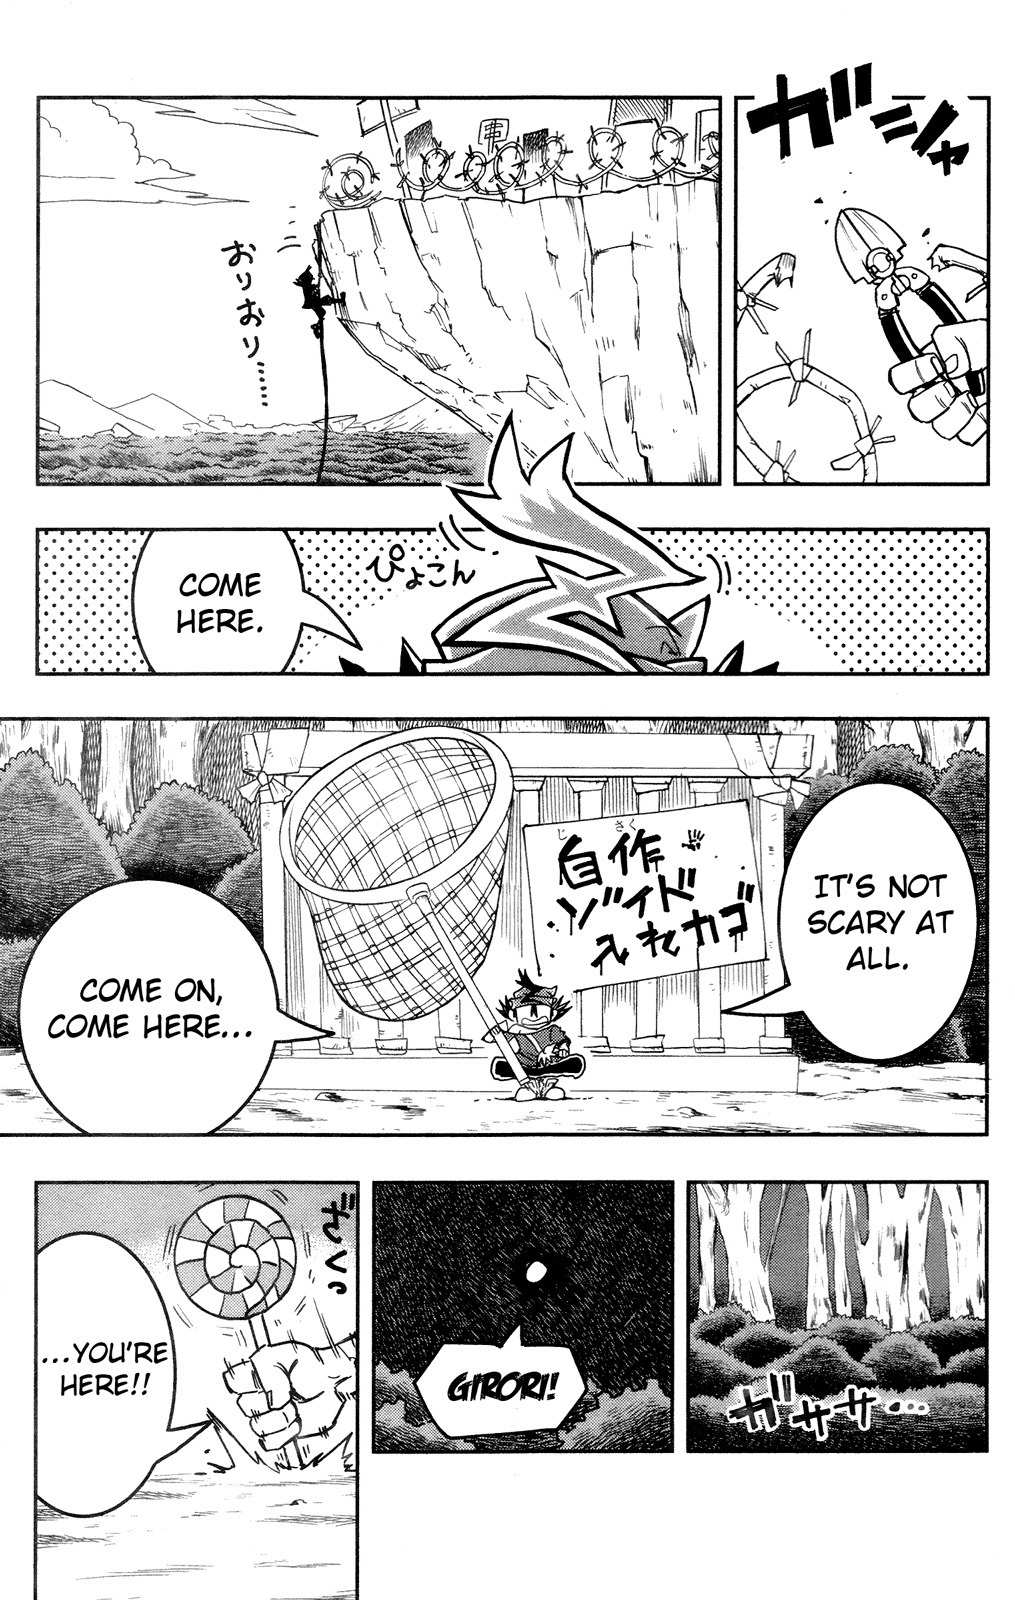 ガシャ
串
おりおり……
ぴょこん
COME
HERE.
IT'S NOT
SCARY AT
ALL.
じさく
自作
ゾイド
ふれカゴ
COME ON,
COME HERE...
ガササ…
GIRORI!
ざくっ
...YOU'RE
HERE!!